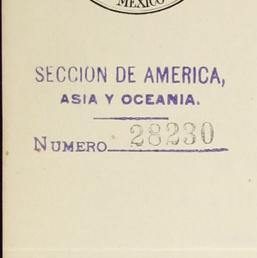 MEXICO
SECCION DE AMERICA,
ASIA Y OCEANIA.
NUMERO 28230